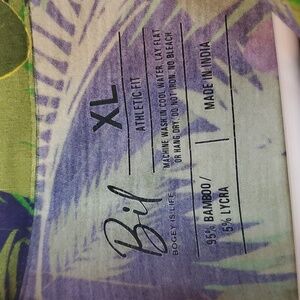 Bil
BOGEY IS LIFE
XL
ATHLETIC FIT
MACHINE WASH IN COOL WATER. LAY FLAT
OR HANG DRY. DO NOT IRON. NO BLEACH.
95% BAMBOO/
5% LYCRA
MADE IN INDIA